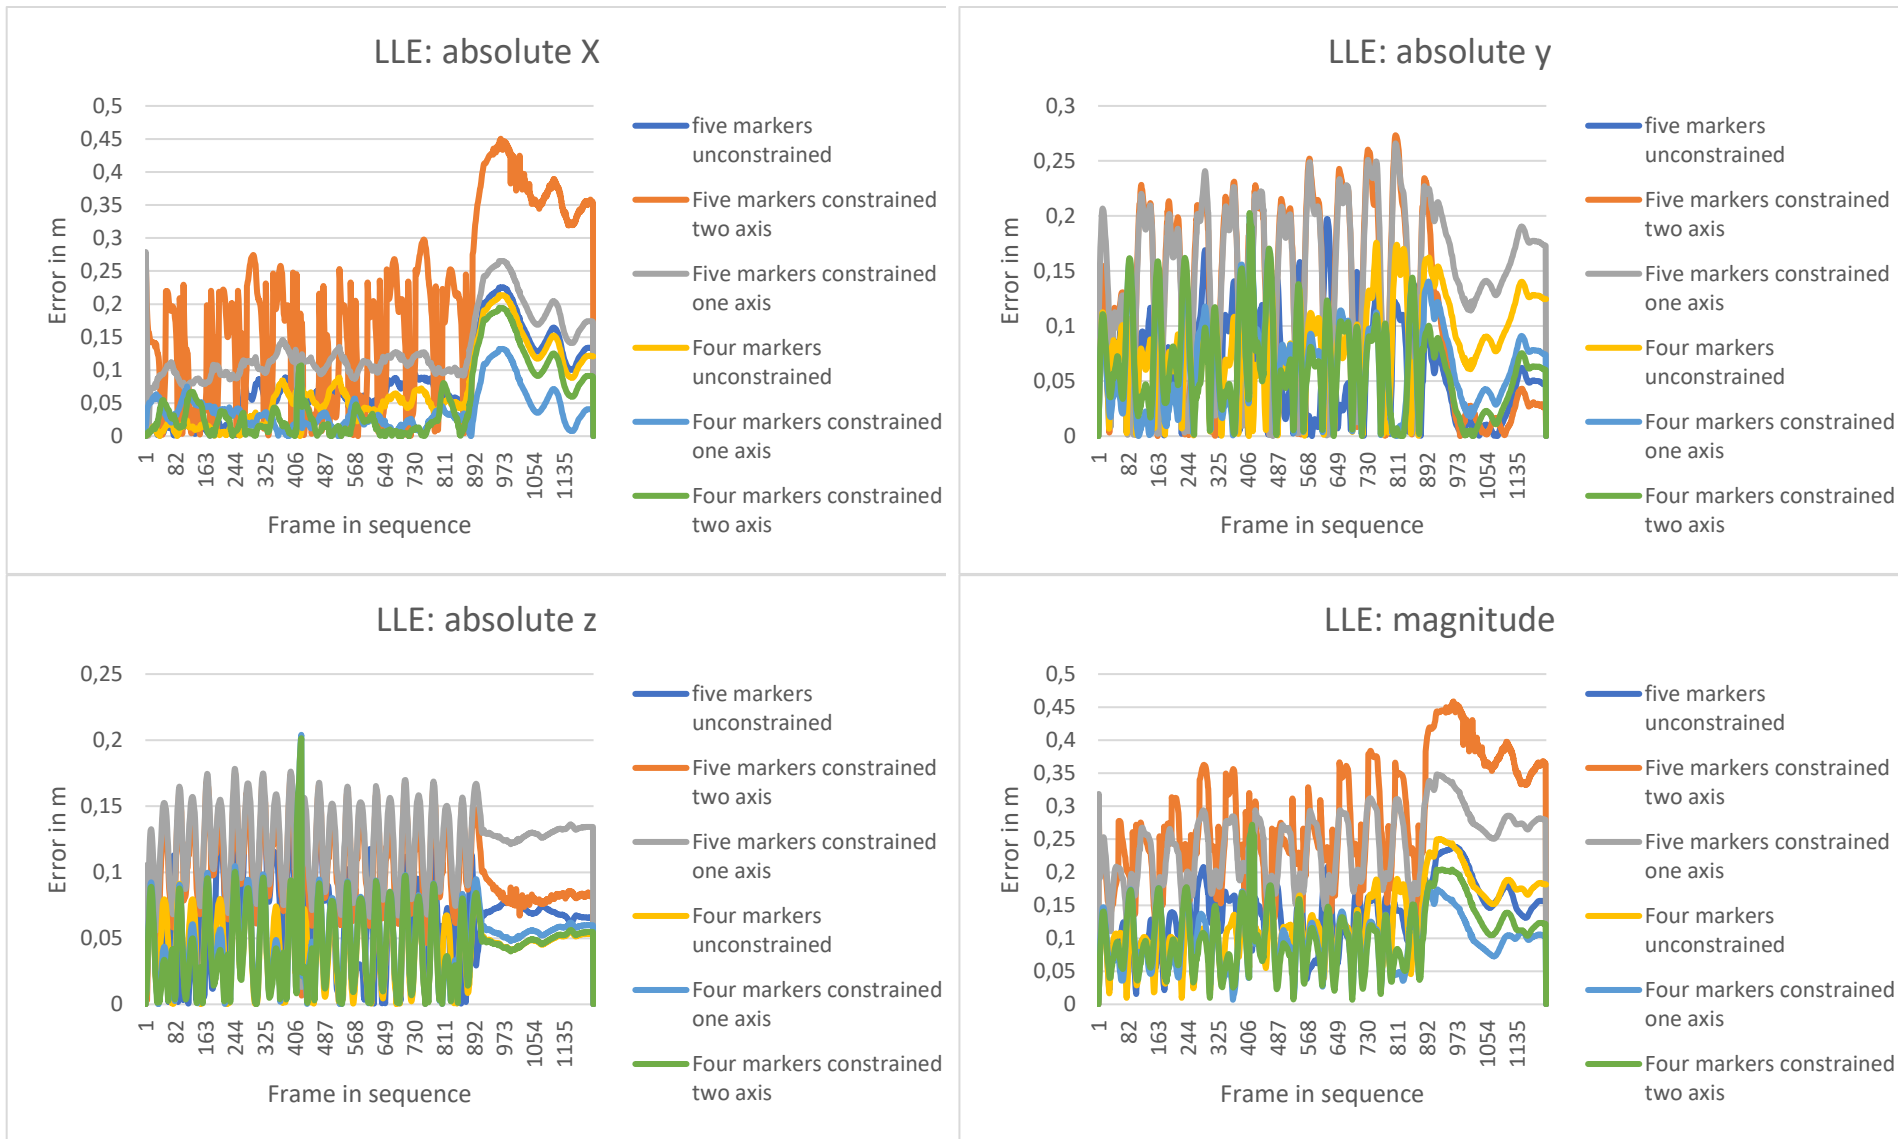 LLE: absolute X
0,5
0,45
0,4
0,35
0,3
0,25
0,2
0,15
0,1
0,05
0
Error in m
1
82
163
244
325
406
487
568
649
730
811
892
973
1054
1135
Frame in sequence
five markers
unconstrained
Five markers constrained
two axis
Five markers constrained
one axis
Four markers
unconstrained
Four markers constrained
one axis
Four markers constrained
two axis
LLE: absolute y
0,3
0,25
0,2
0,15
0,1
0,05
0
Error in m
1
82
163
244
325
406
487
568
649
730
811
892
973
1054
1135
Frame in sequence
five markers
unconstrained
Five markers constrained
two axis
Five markers constrained
one axis
Four markers
unconstrained
Four markers constrained
one axis
Four markers constrained
two axis
LLE: absolute z
0,25
0,2
0,15
0,1
0,05
0
Error in m
1
82
163
244
325
406
487
568
649
730
811
892
973
1054
1135
Frame in sequence
five markers
unconstrained
Five markers constrained
two axis
Five markers constrained
one axis
Four markers
unconstrained
Four markers constrained
one axis
Four markers constrained
two axis
LLE: magnitude
0,5
0,45
0,4
0,35
0,3
0,25
0,2
0,15
0,1
0,05
0
Error in m
1
82
163
244
325
406
487
568
649
730
811
892
973
1054
1135
Frame in sequence
five markers
unconstrained
Five markers constrained
two axis
Five markers constrained
one axis
Four markers
unconstrained
Four markers constrained
one axis
Four markers constrained
two axis